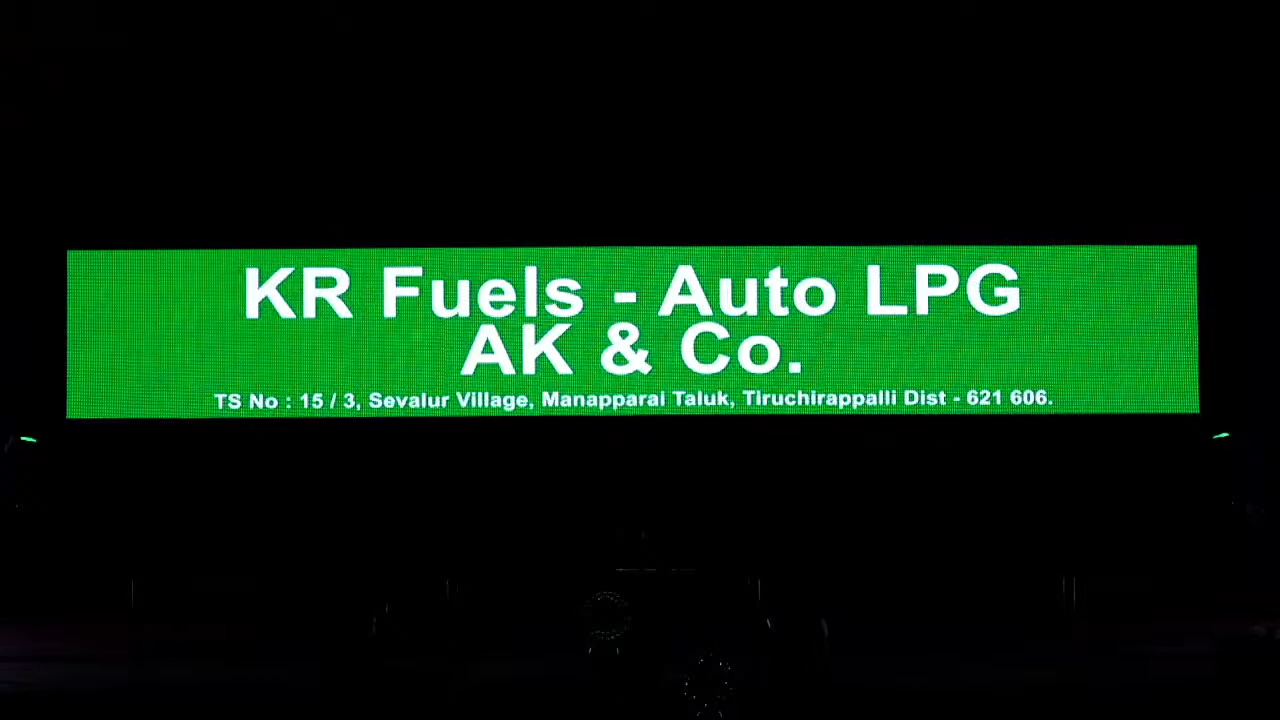 KR Fuels - Auto LPG
AK & Co.
TS No : 15 / 3, Sevalur Village, Manapparai Taluk, Tiruchirappalli Dist - 621 606.